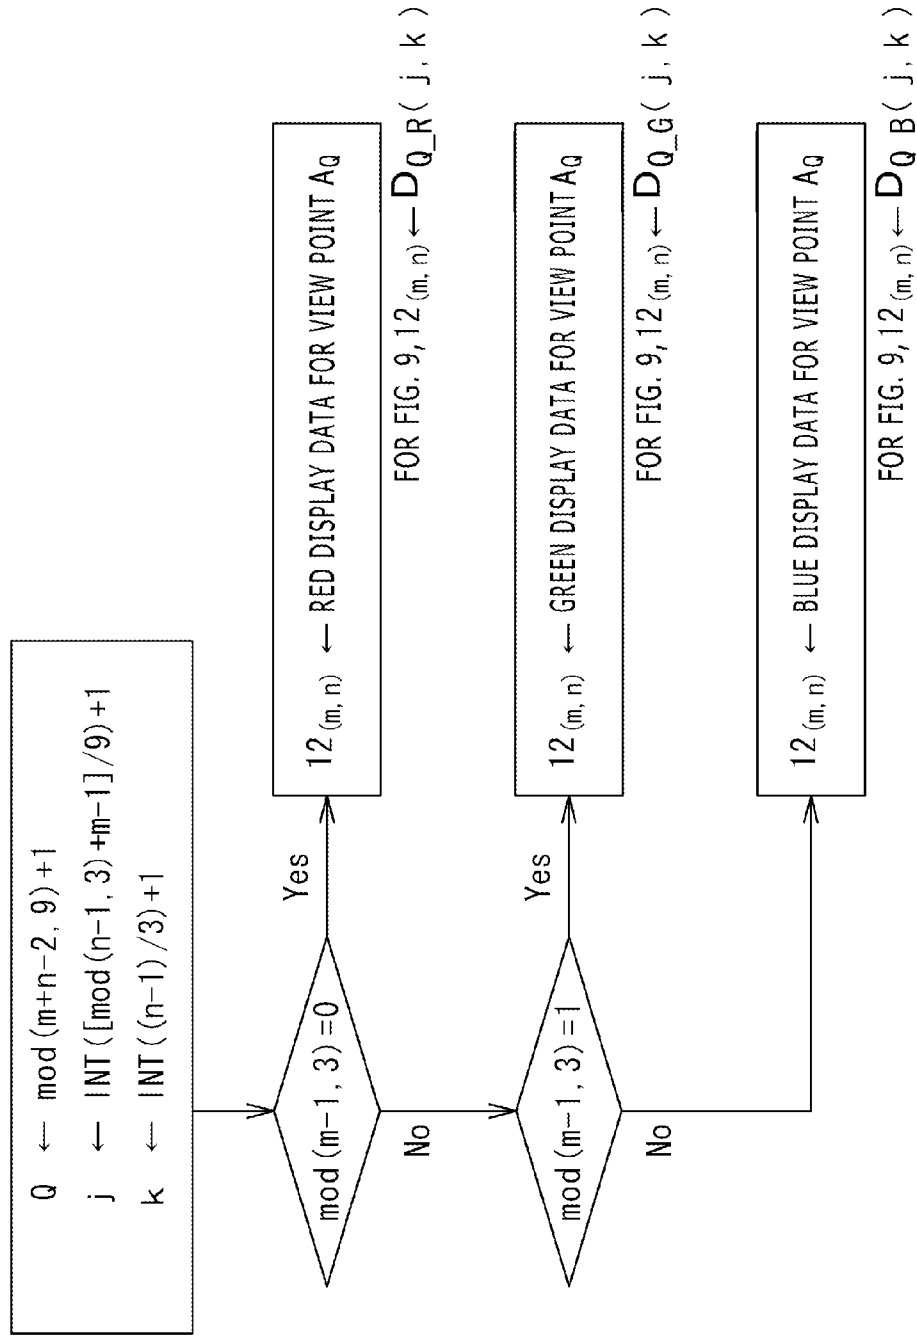 Q ← mod(m+n-2, 9)+1
j ← INT([mod(n-1, 3)+m-1]/9)+1
k ← INT((n-1)/3)+1
mod(m-1, 3)=0
Yes
12(m, n) ← RED DISPLAY DATA FOR VIEW POINT AQ
FOR FIG. 9, 12(m, n) ← DQ_R( j, k )
No
mod(m-1, 3)=1
Yes
12(m, n) ← GREEN DISPLAY DATA FOR VIEW POINT AQ
FOR FIG. 9, 12(m, n) ← DQ_G( j, k )
No
12(m, n) ← BLUE DISPLAY DATA FOR VIEW POINT AQ
FOR FIG. 9, 12(m, n) ← DQ B( j, k )